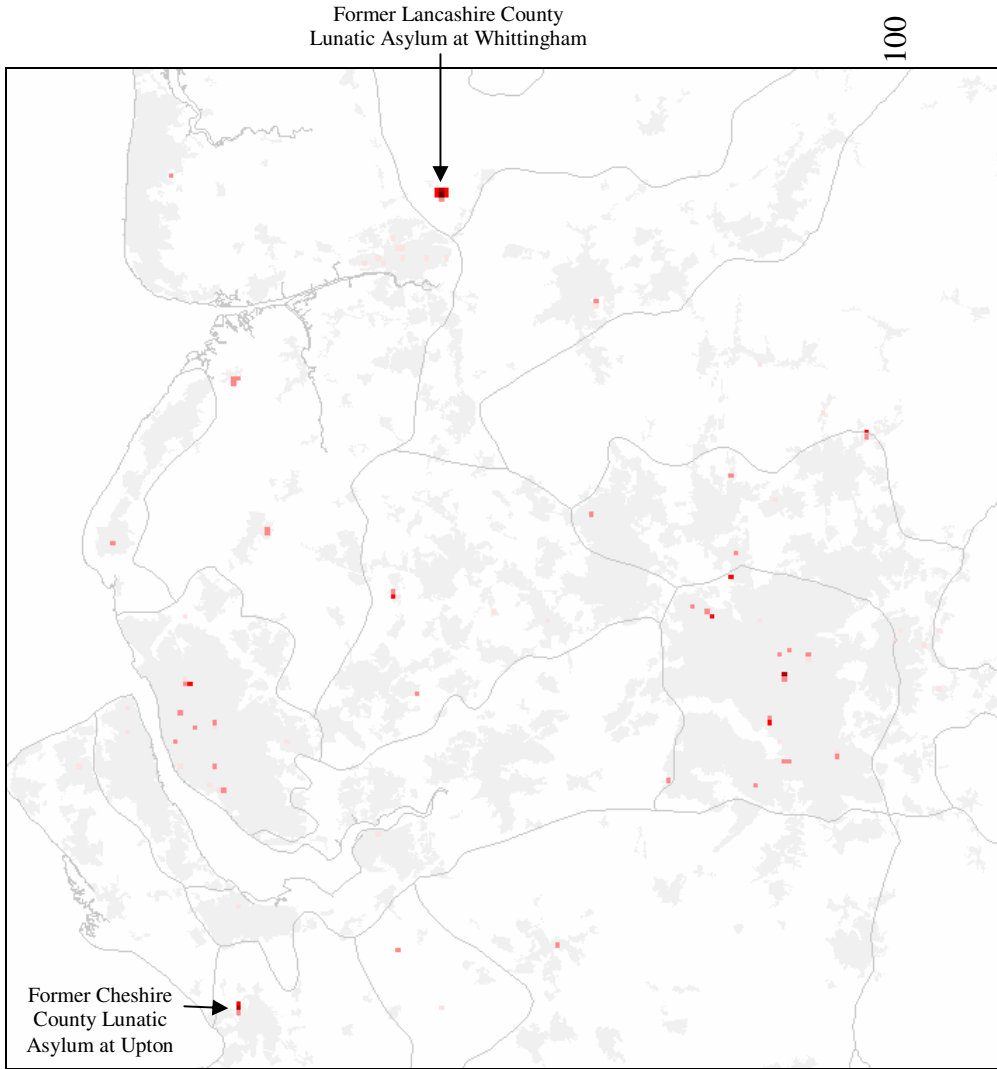 Former Lancashire County
Lunatic Asylum at Whittingham
100
Former Cheshire
County Lunatic
Asylum at Upton